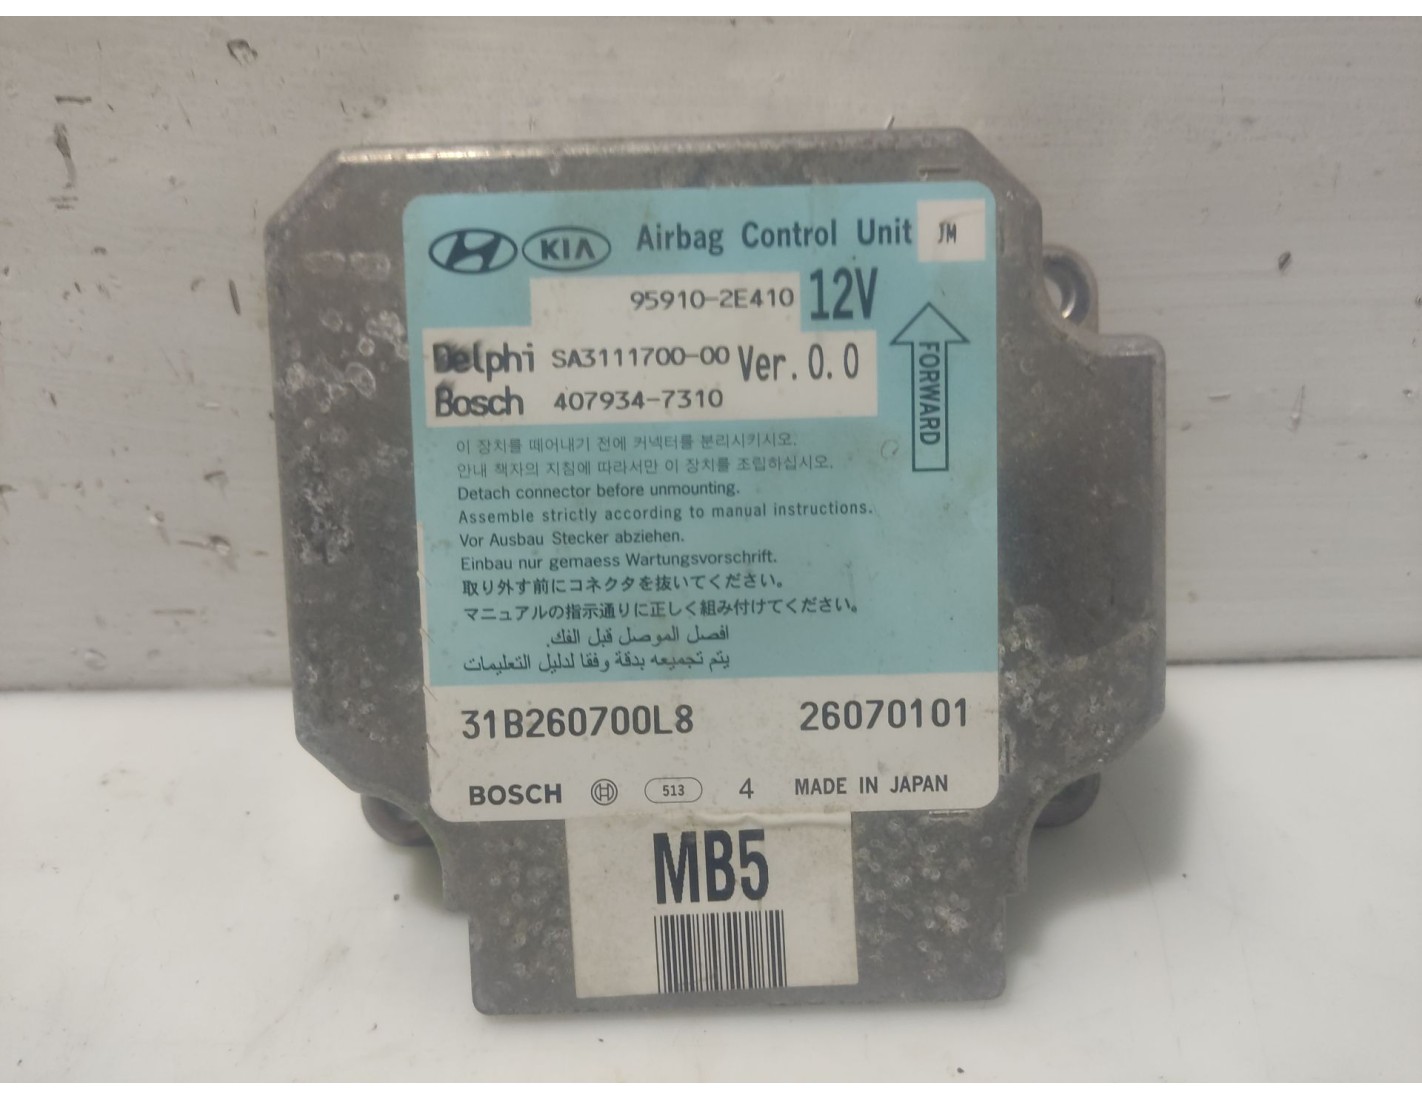 HYUNDAI KIA Airbag Control Unit JM
95910-2E410 12V
Delphi SA3111700-00 Ver.0.0
Bosch 407934-7310
FORWARD
이 장치를 떼어내기 전에 커넥터를 분리시키시오.
안내 책자의 지침에 따라서만 이 장치를 조립하십시오.
Detach connector before unmounting.
Assemble strictly according to manual instructions.
Vor Ausbau Stecker abziehen.
Einbau nur gemaess Wartungsvorschrift.
取り外す前にコネクタを抜いてください。
マニュアルの指示通りに正しく組み付けてください。
افصل الموصل قبل الفك.
يتم تجميعه بدقة وفقا لدليل التعليمات
31B260700L8 26070101
BOSCH 513 4 MADE IN JAPAN
MB5